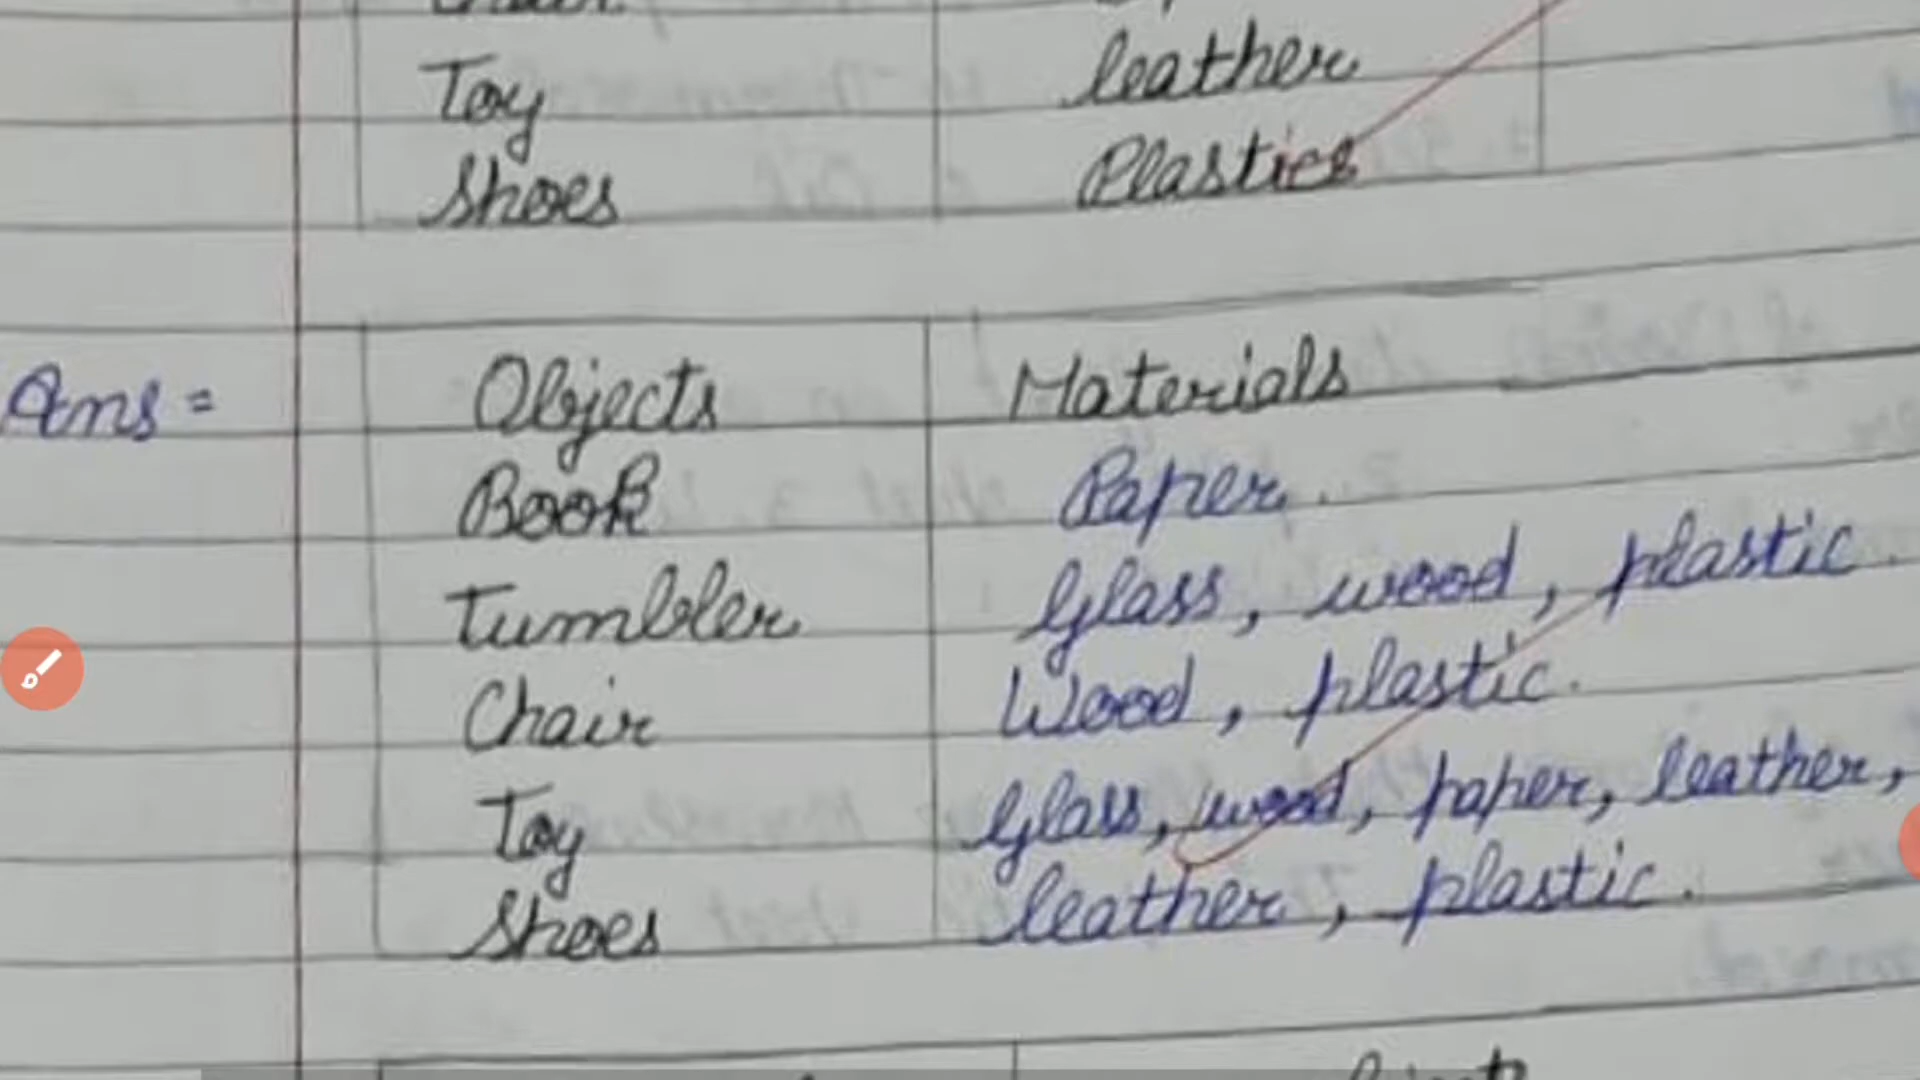 Chair
Toy leather
Shoes Plastics
Ans = Objects Materials
Book Paper.
Tumbler Glass, wood, plastic.
Chair Wood, plastic.
Toy Glass, wood, paper, leather,
Shoes leather, plastic.